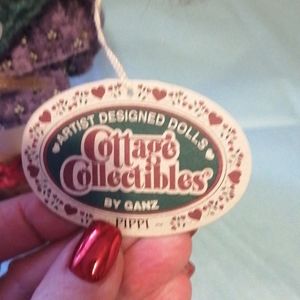 ARTIST DESIGNED DOLLS
Cottage
Collectibles
BY GANZ
PIPPI